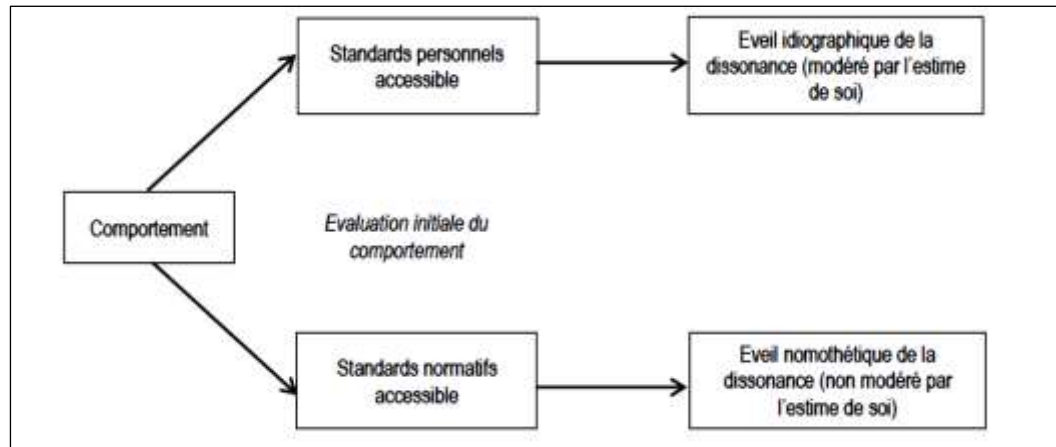 Standards personnels
accessible
Eveil idiographique de la
dissonance (modéré par l'estime
de soi)
Comportement
Evaluation initiale du
comportement
Standards normatifs
accessible
Eveil nomothétique de la
dissonance (non modéré par
l'estime de soi)